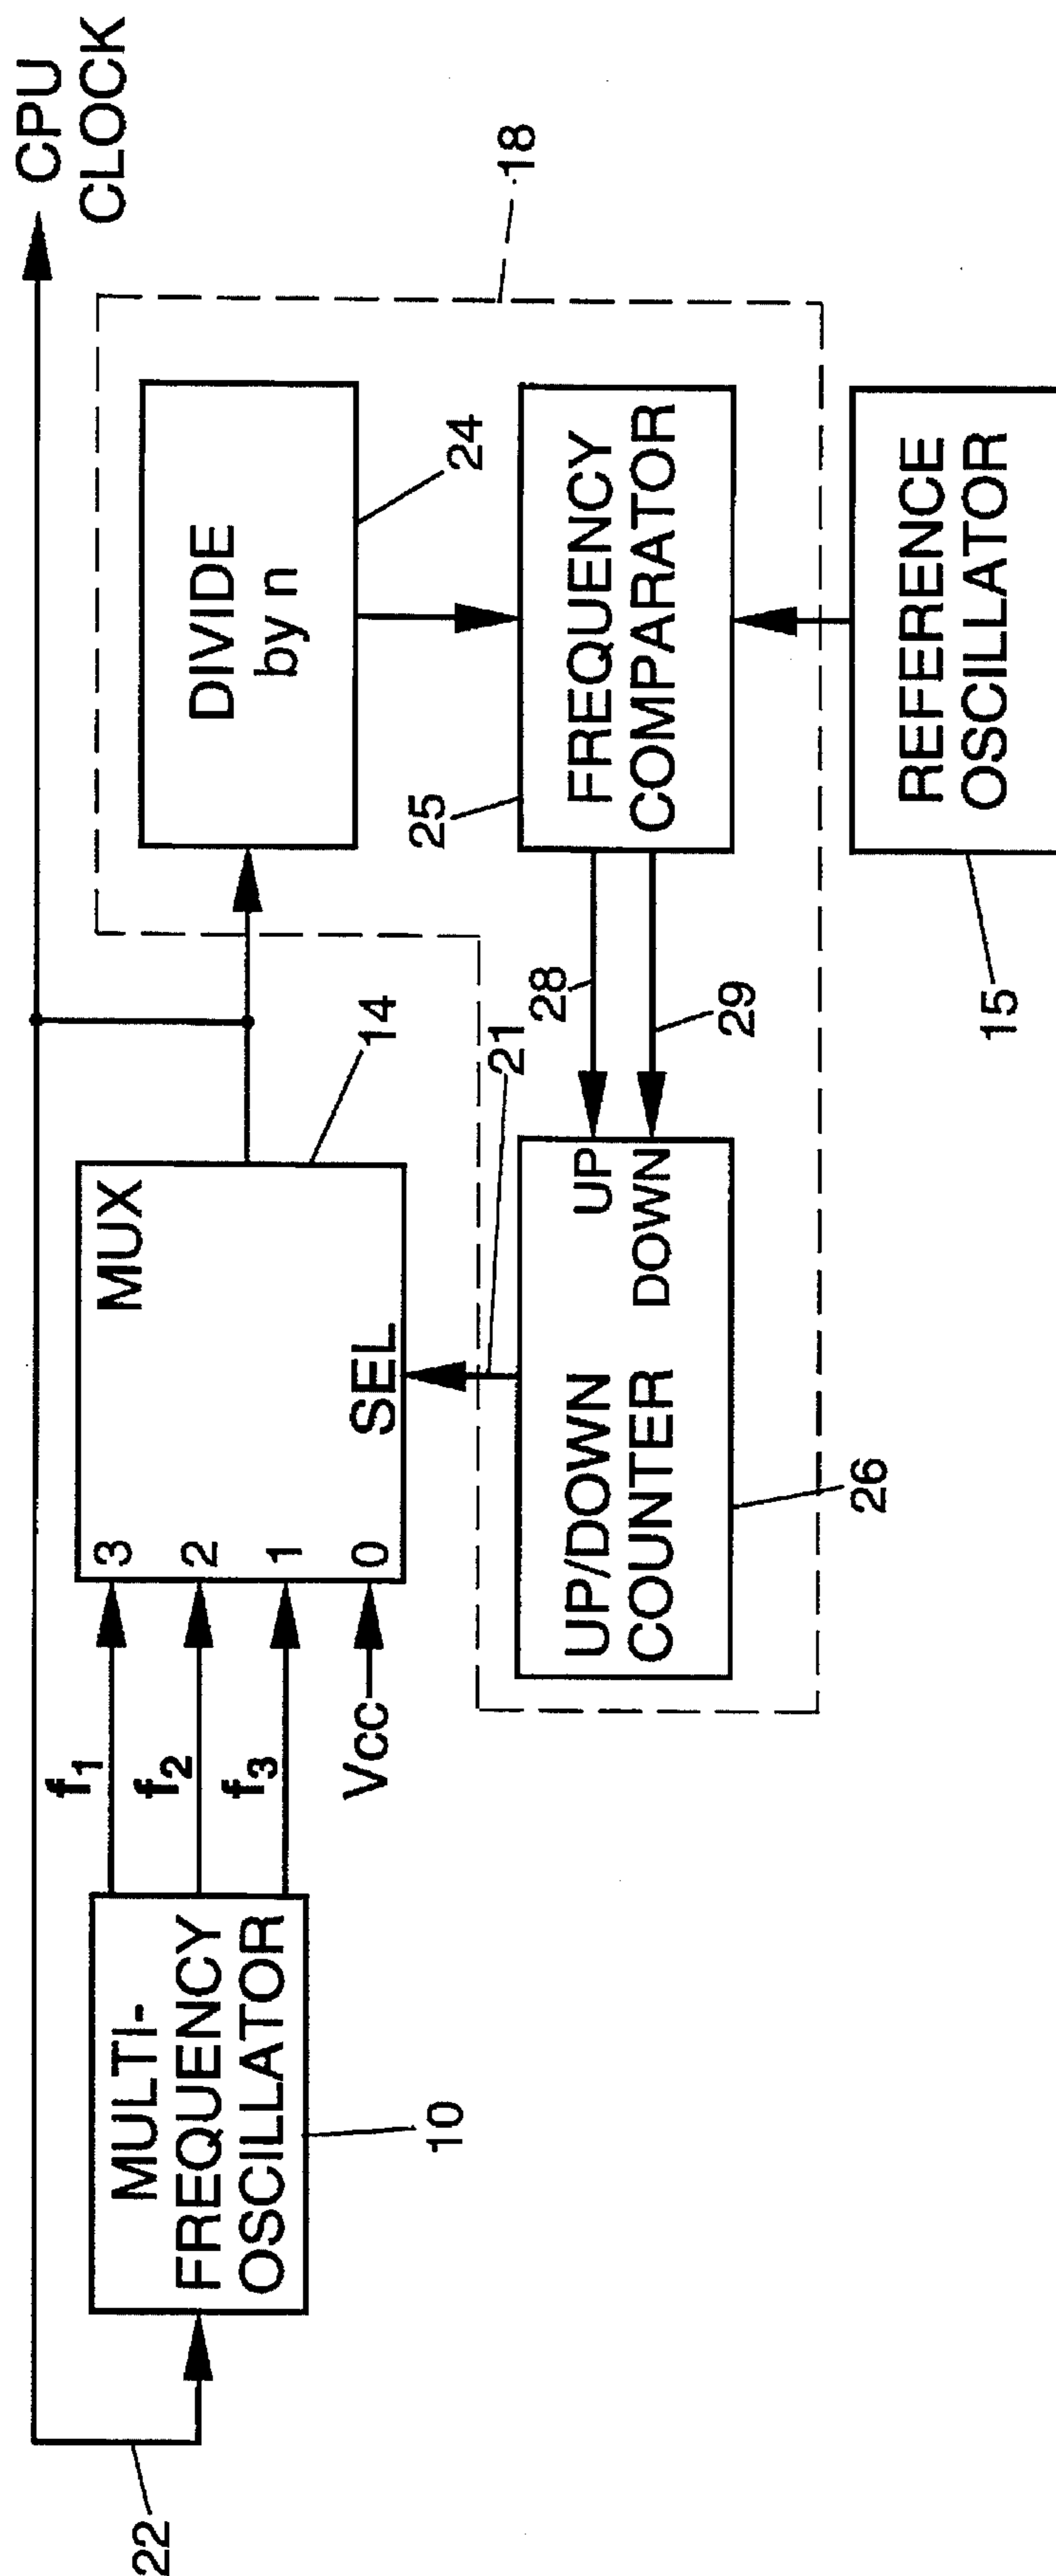 CPU
CLOCK
18
DIVIDE
by n
24
MUX
3
2
1
0
SEL
14
f1
f2
f3
Vcc
MULTI-
FREQUENCY
OSCILLATOR
10
22
21
25
FREQUENCY
COMPARATOR
28
29
UP/DOWN
COUNTER
UP
DOWN
26
REFERENCE
OSCILLATOR
15